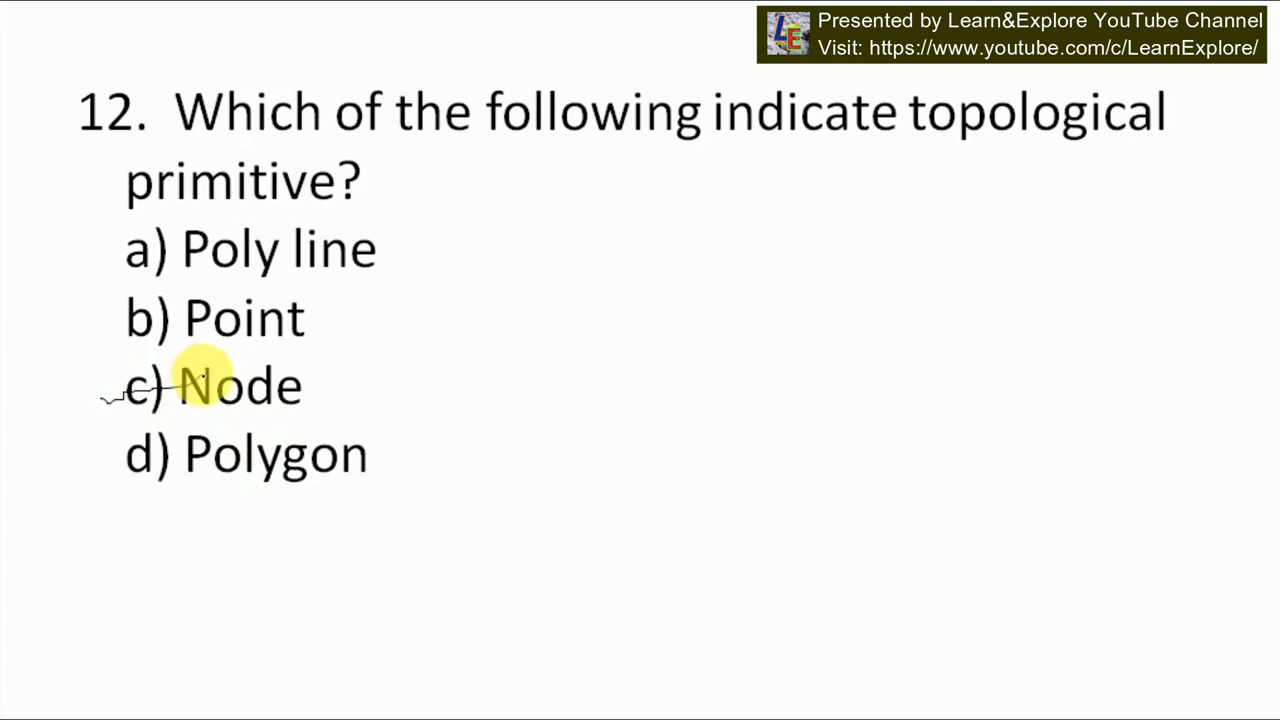 Presented by Learn&Explore YouTube Channel
Visit: https://www.youtube.com/c/LearnExplore/
LE
12. Which of the following indicate topological
primitive?
a) Poly line
b) Point
c) Node
d) Polygon